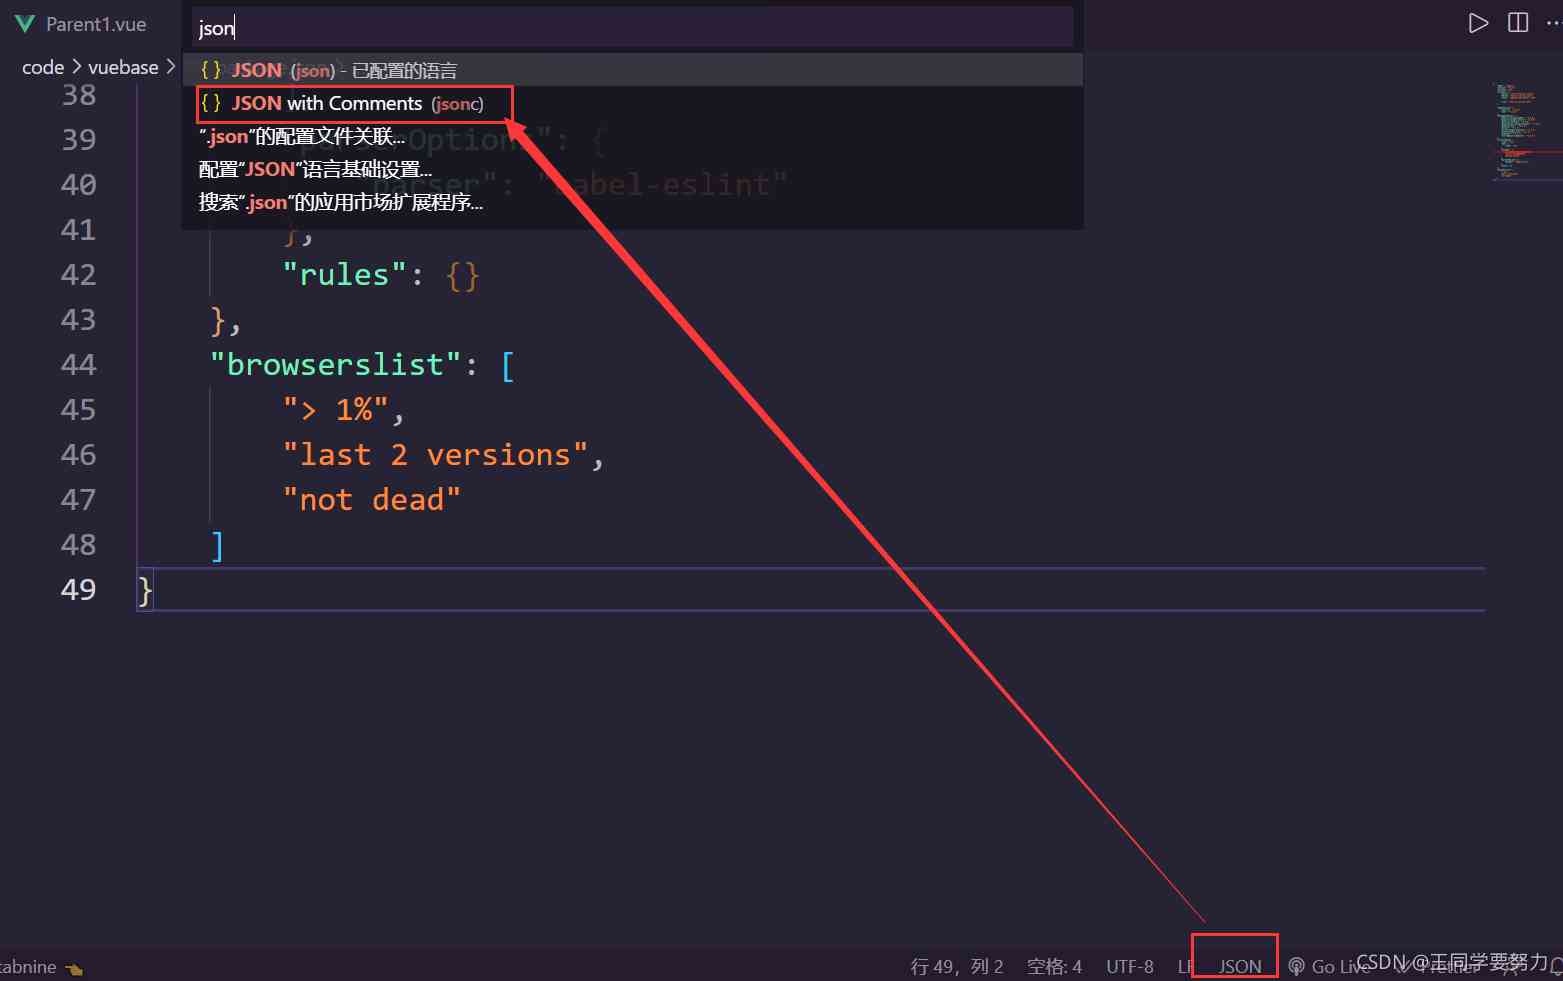 Parent1.vue
json
code > vuebase >
{ } JSON (json) - 已配置的语言
{ } JSON with Comments (jsonc)
".json"的配置文件关联...
配置"JSON"语言基础设置...
搜索".json"的应用市场扩展程序...
38
39 "parserOptions": {
40 "parser": "babel-eslint"
41 },
42 "rules": {}
43 },
44 "browserslist": [
45 "> 1%",
46 "last 2 versions",
47 "not dead"
48 ]
49 }
tabnine 行 49，列 2 空格: 4 UTF-8 LF JSON Go Live Prettier
CSDN @王同学要努力